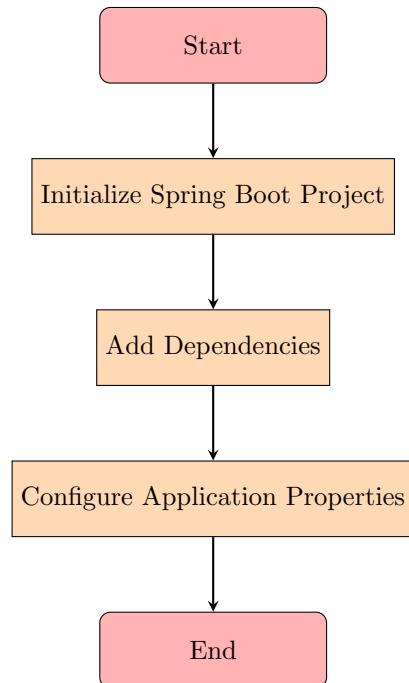 Start
Initialize Spring Boot Project
Add Dependencies
Configure Application Properties
End